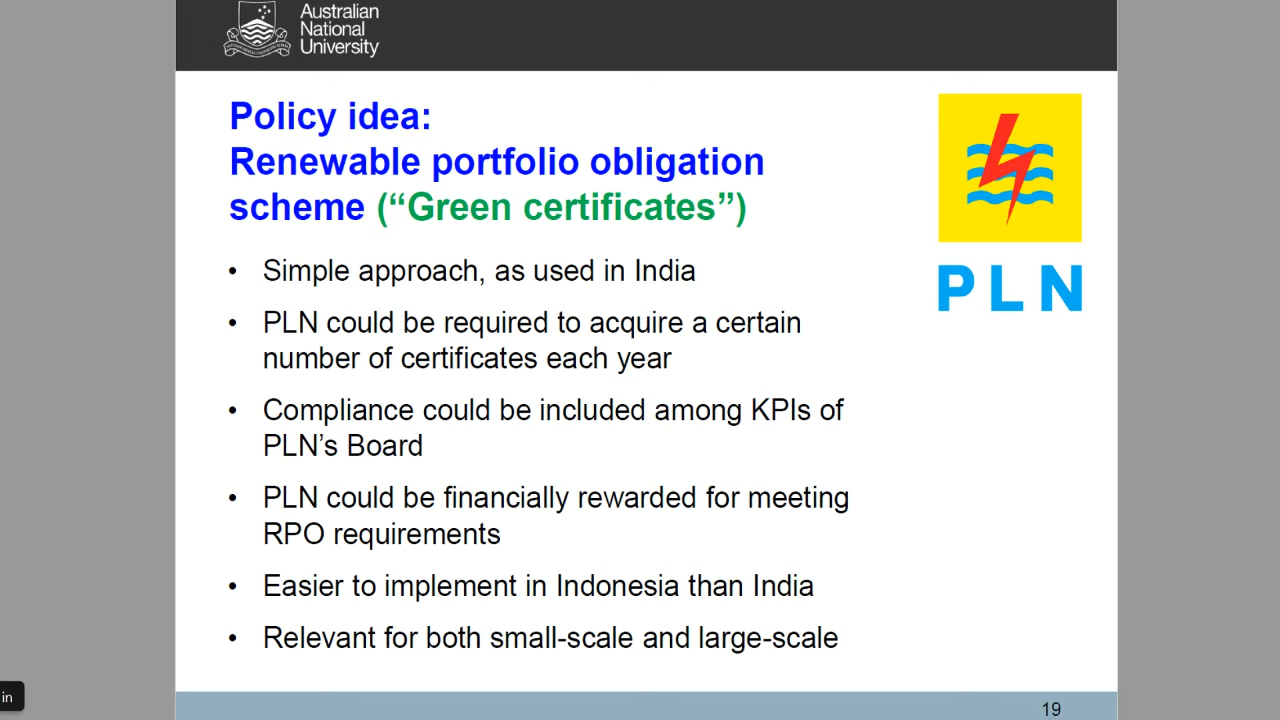 Australian
National
University
Policy idea:
Renewable portfolio obligation
scheme (“Green certificates”)
PLN
• Simple approach, as used in India
• PLN could be required to acquire a certain
number of certificates each year
• Compliance could be included among KPIs of
PLN’s Board
• PLN could be financially rewarded for meeting
RPO requirements
• Easier to implement in Indonesia than India
• Relevant for both small-scale and large-scale
in
19